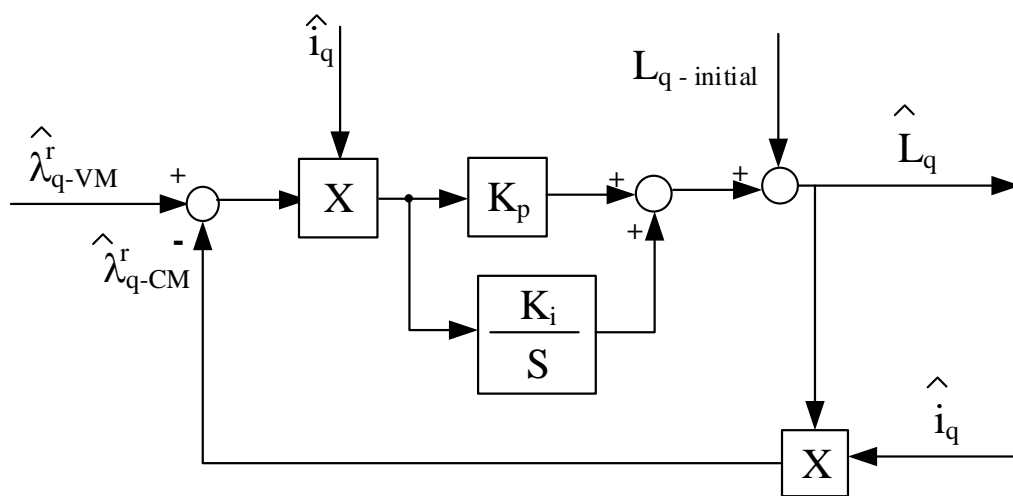 î_q
L_q - initial
L̂_q
λ̂^r_q-VM
+
X
K_p
+
+
+
-
λ̂^r_q-CM
K_i
S
î_q
X